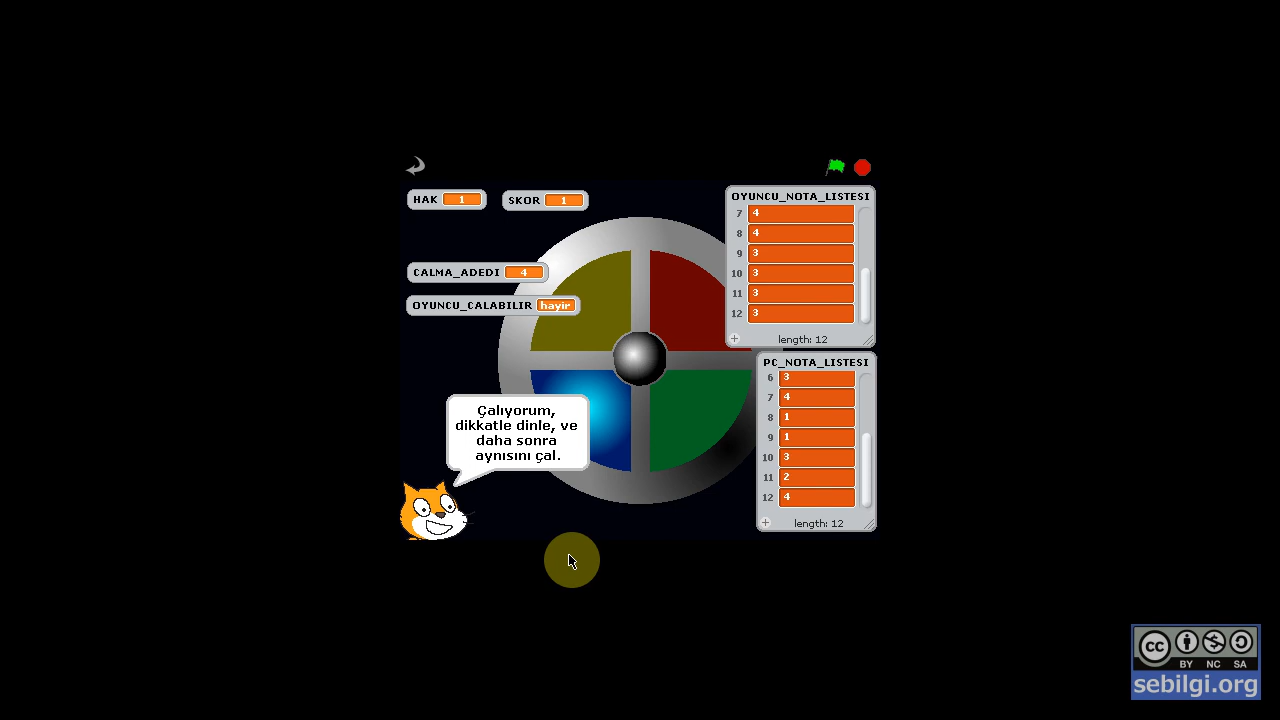 HAK 1
SKOR 1
CALMA_ADEDI 4
OYUNCU_CALABILIR hayir
Çalıyorum,
dikkatle dinle, ve
daha sonra
aynısını çal.
OYUNCU_NOTA_LISTESI
7 4
8 4
9 3
10 3
11 3
12 3
+ length: 12
PC_NOTA_LISTESI
6 3
7 4
8 1
9 1
10 3
11 2
12 4
+ length: 12
cc
BY NC SA
sebilgi.org